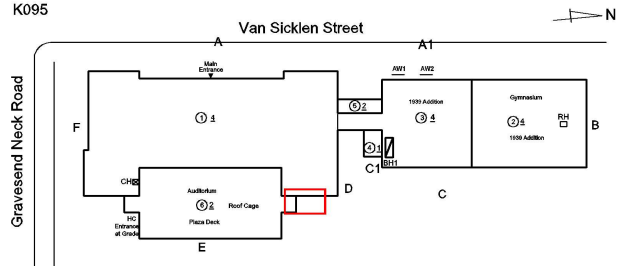 K095
N
Van Sicklen Street
A
A1
Gravesend Neck Road
Main
Entrance
AW1 AW2
5 2
1939 Addition
Gymnasium
F
1 4
3 4
2 4
RH
B
1939 Addition
4 1
BH1
C1
CH
Auditorium
D
C
6 2
Roof Cage
HC
Entrance
at Grade
Plaza Deck
E